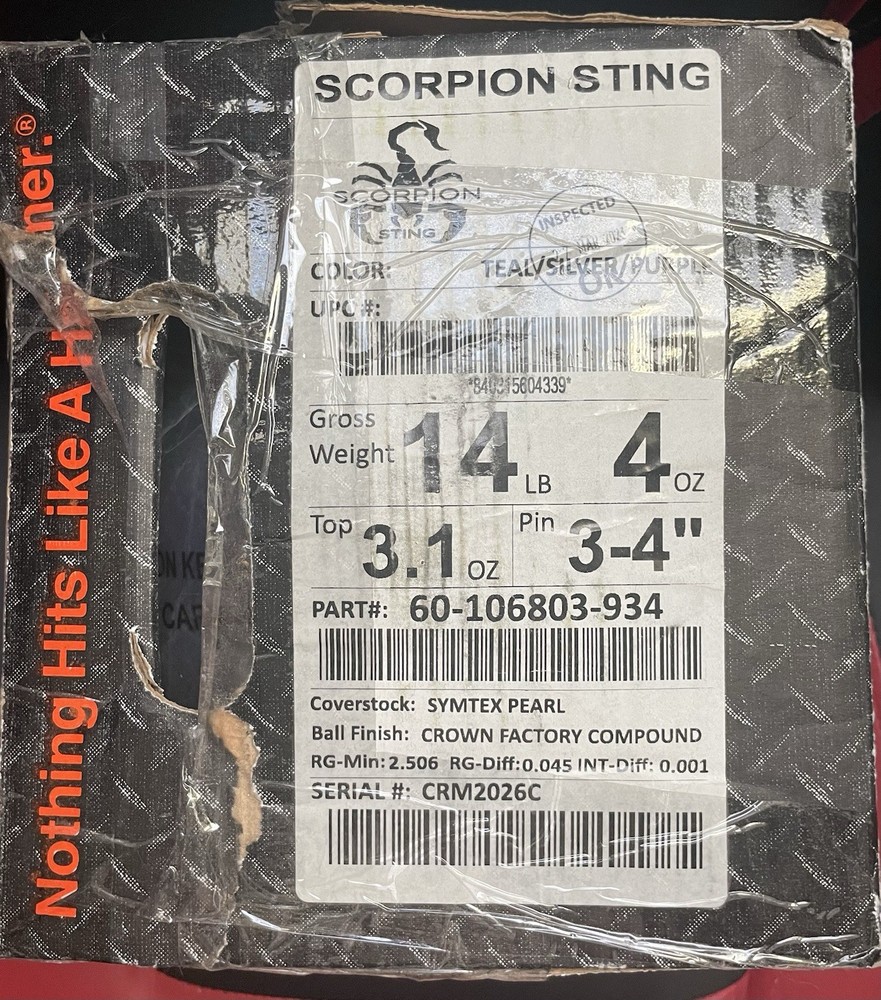 Nothing Hits Like A H mer.®
SCORPION STING
SCORPION
STING
INSPECTED
OK
COLOR: TEAL/SILVER/PURPLE
UPC #:
Gross
Weight 14 LB 4 OZ
Top 3.1 OZ Pin 3-4"
PART#: 60-106803-934
Coverstock: SYMTEX PEARL
Ball Finish: CROWN FACTORY COMPOUND
RG-Min: 2.506 RG-Diff: 0.045 INT-Diff: 0.001
SERIAL #: CRM2026C